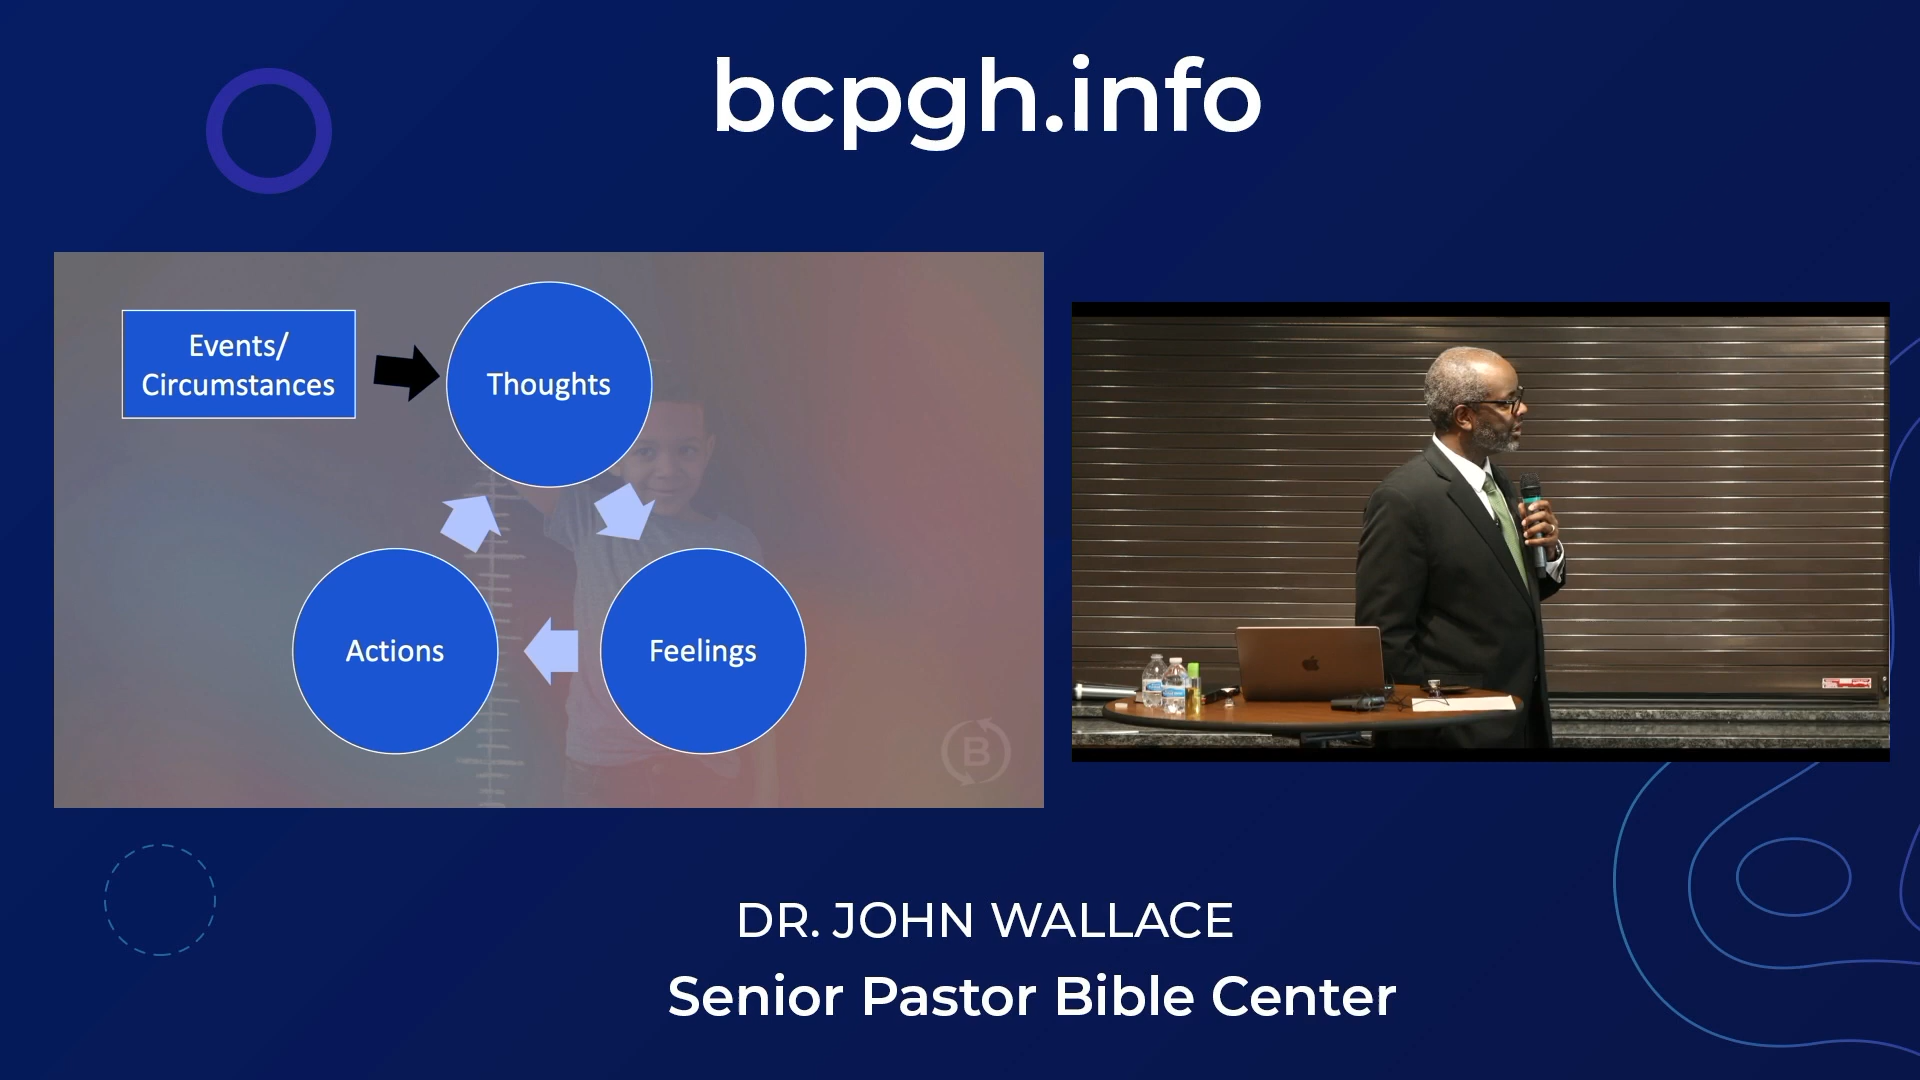 bcpgh.info
Events/
Circumstances
Thoughts
Actions
Feelings
B
DR. JOHN WALLACE
Senior Pastor Bible Center